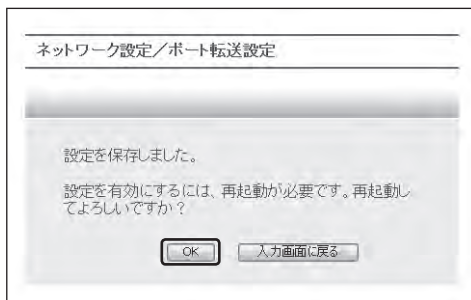 ネットワーク設定／ポート転送設定
設定を保存しました。
設定を有効にするには、再起動が必要です。再起動し
てよろしいですか？
OK
入力画面に戻る